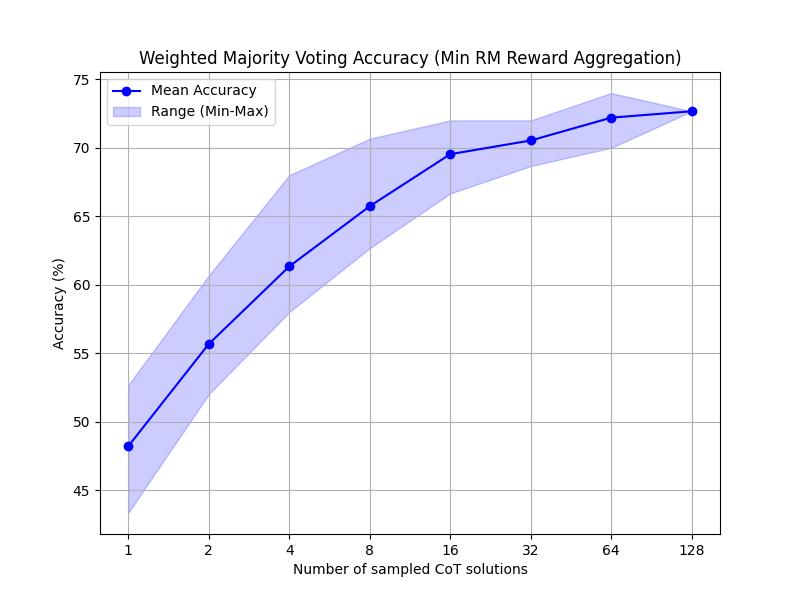 Weighted Majority Voting Accuracy (Min RM Reward Aggregation)
Mean Accuracy
Range (Min-Max)
Accuracy (%)
75
70
65
60
55
50
45
1 2 4 8 16 32 64 128
Number of sampled CoT solutions